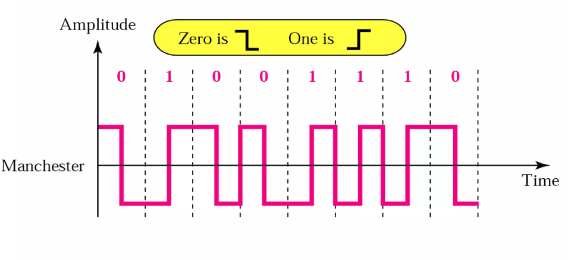 Amplitude
Zero is One is
0 1 0 0 1 1 1 0
Manchester
Time